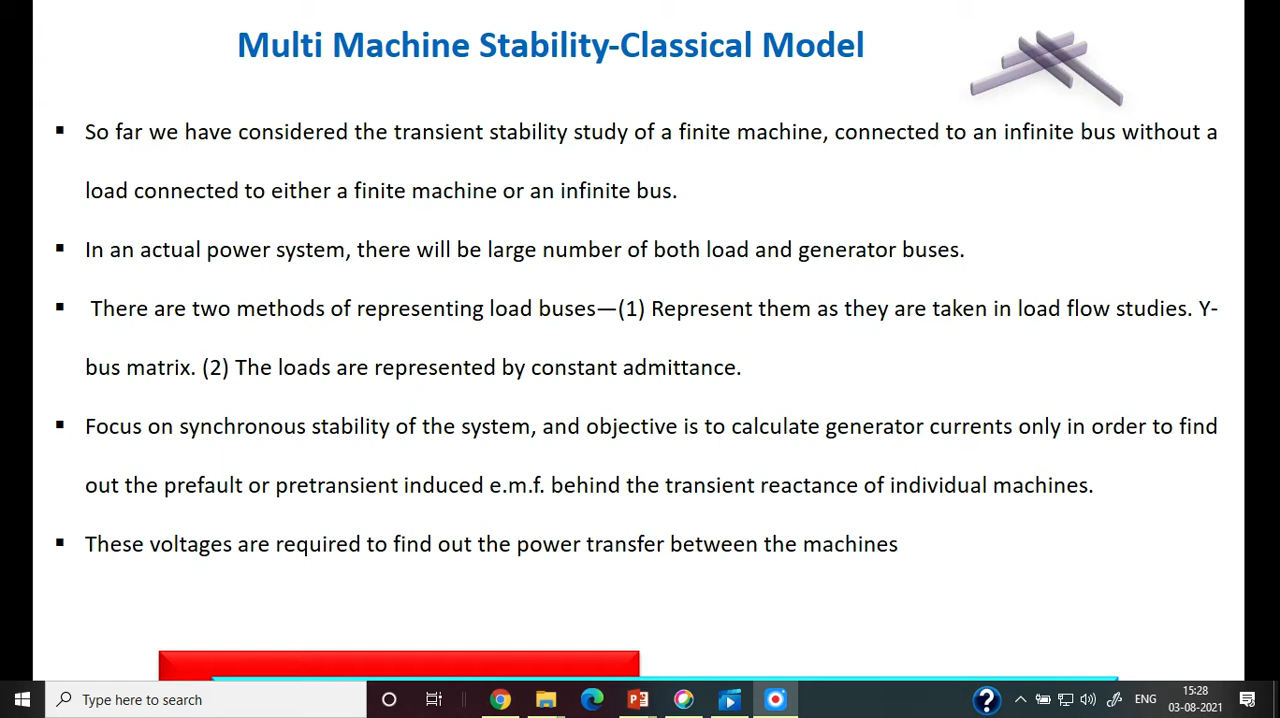 Multi Machine Stability-Classical Model
▪ So far we have considered the transient stability study of a finite machine, connected to an infinite bus without a
load connected to either a finite machine or an infinite bus.
▪ In an actual power system, there will be large number of both load and generator buses.
▪ There are two methods of representing load buses—(1) Represent them as they are taken in load flow studies. Y-
bus matrix. (2) The loads are represented by constant admittance.
▪ Focus on synchronous stability of the system, and objective is to calculate generator currents only in order to find
out the prefault or pretransient induced e.m.f. behind the transient reactance of individual machines.
▪ These voltages are required to find out the power transfer between the machines
Type here to search
ENG
15:28
03-08-2021